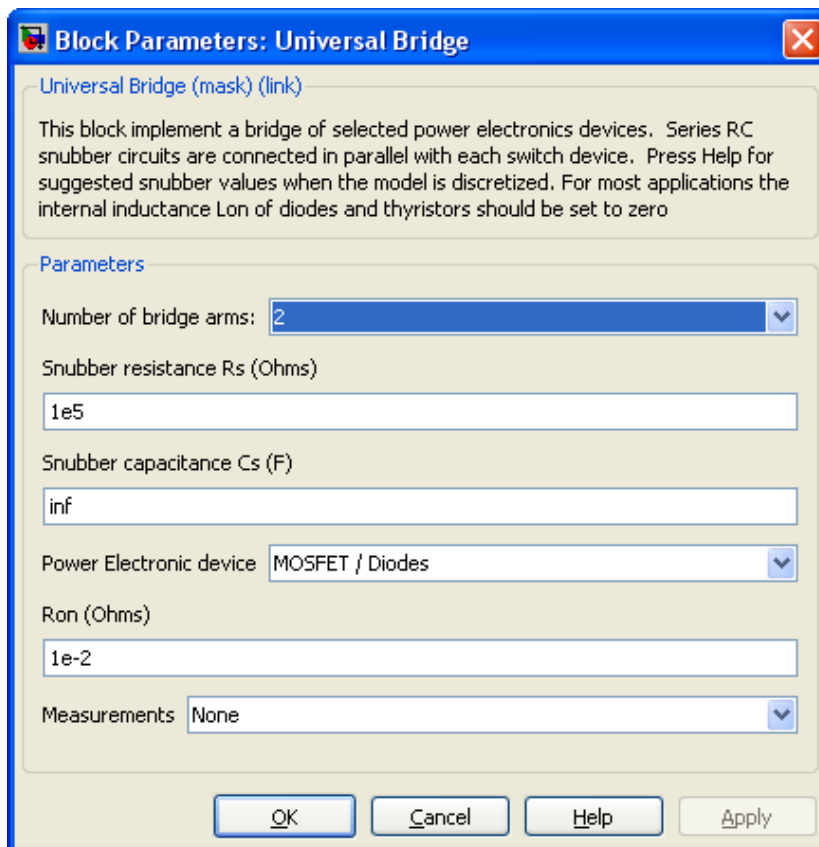 Block Parameters: Universal Bridge
Universal Bridge (mask) (link)
This block implement a bridge of selected power electronics devices. Series RC
snubber circuits are connected in parallel with each switch device. Press Help for
suggested snubber values when the model is discretized. For most applications the
internal inductance Lon of diodes and thyristors should be set to zero
Parameters
Number of bridge arms: 2
Snubber resistance Rs (Ohms)
1e5
Snubber capacitance Cs (F)
inf
Power Electronic device MOSFET / Diodes
Ron (Ohms)
1e-2
Measurements None
OK Cancel Help Apply